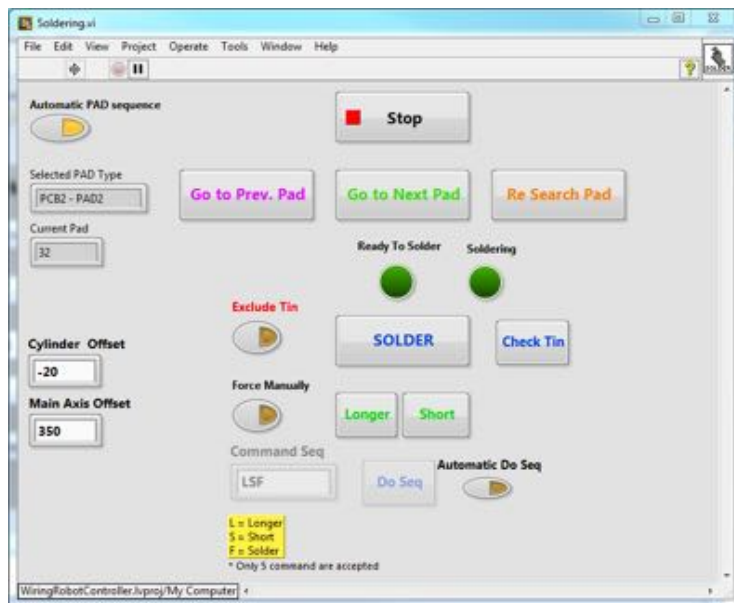 Soldering.vi
File Edit View Project Operate Tools Window Help
SOLDER
Automatic PAD sequence
Stop
Selected PAD Type
PCB2 - PAD2
Go to Prev. Pad
Go to Next Pad
Re Search Pad
Current Pad
32
Ready To Solder
Soldering
Exclude Tin
SOLDER
Check Tin
Cylinder Offset
-20
Force Manually
Main Axis Offset
350
Longer
Short
Command Seq
LSF
Do Seq
Automatic Do Seq
L = Longer
S = Short
F = Solder
* Only 5 command are accepted
WiringRobotController.lvproj/My Computer